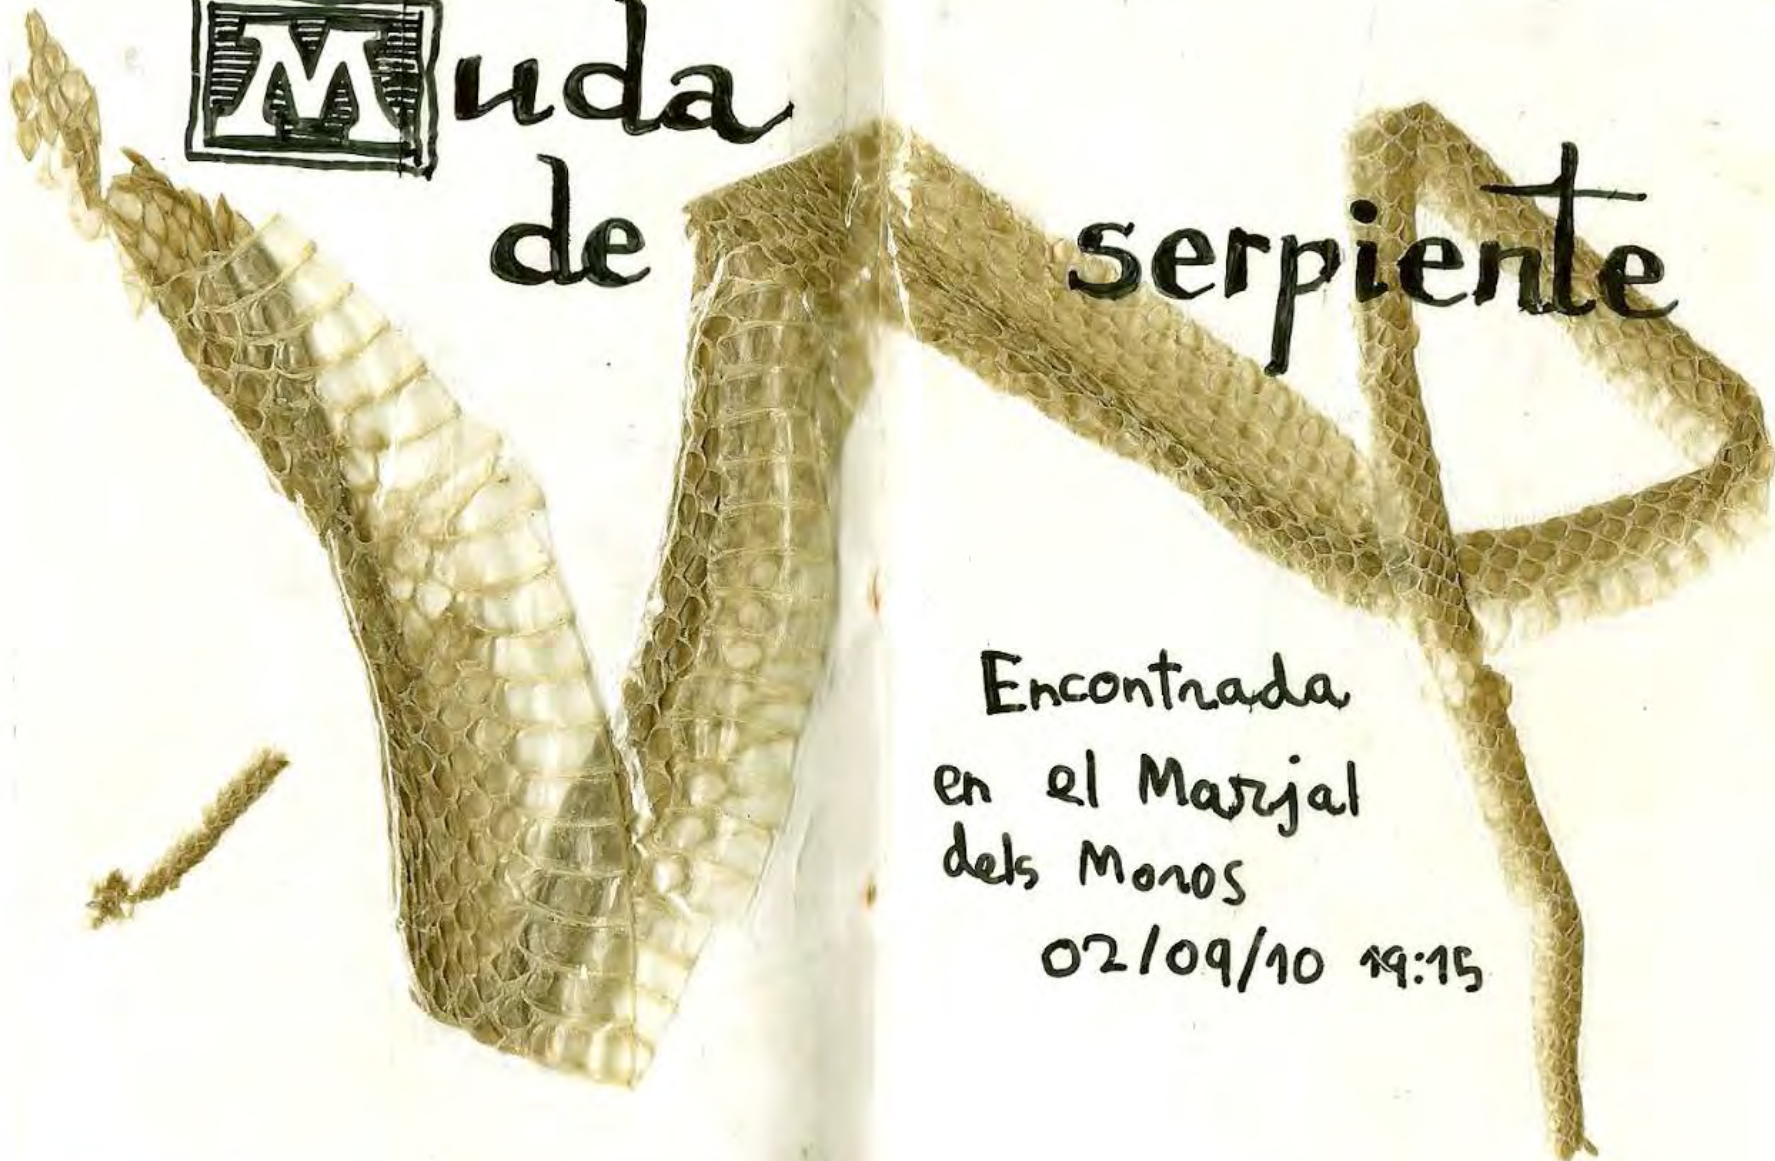 Muda
de serpiente
Encontrada
en el Marjal
dels Moros
02/09/10 19:15